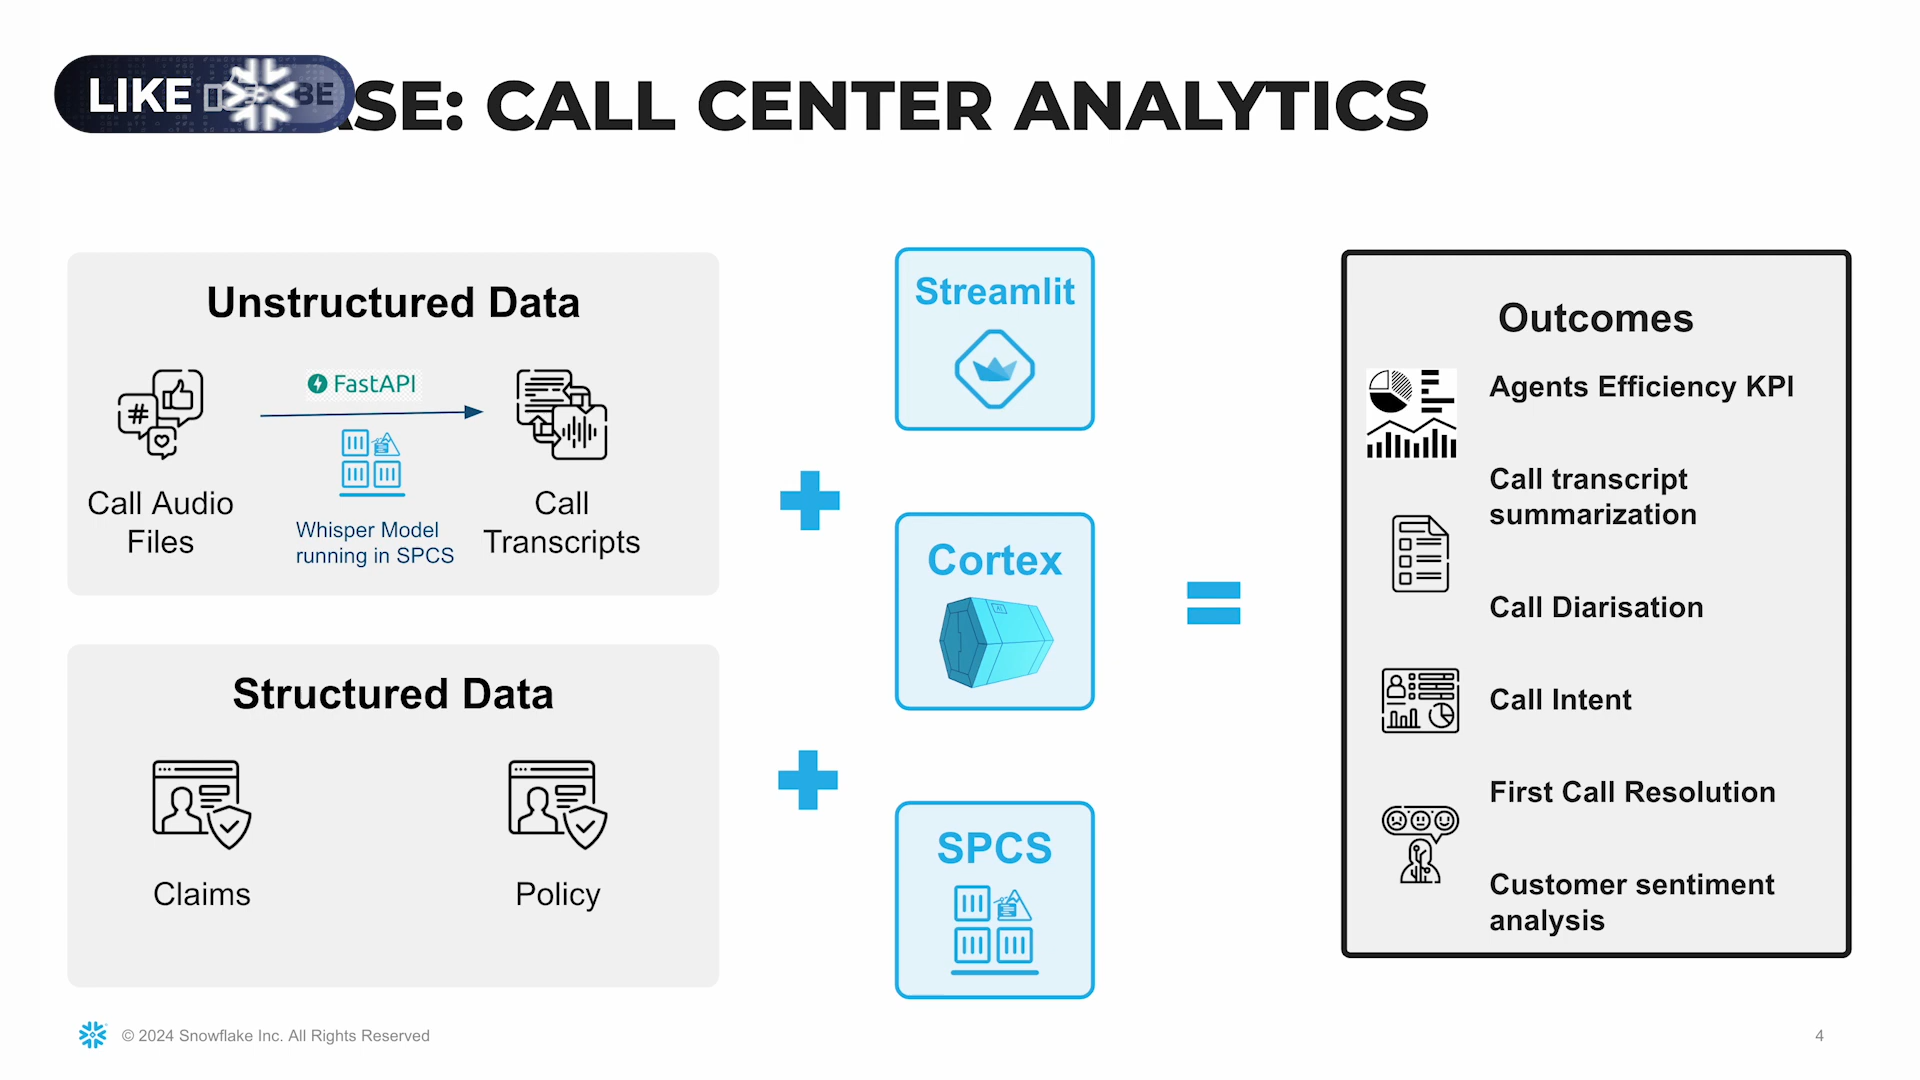 LIKE
SE: CALL CENTER ANALYTICS
Unstructured Data
FastAPI
Call Audio
Files
Whisper Model
running in SPCS
Call
Transcripts
Structured Data
Claims
Policy
Streamlit
Cortex
SPCS
Outcomes
Agents Efficiency KPI
Call transcript
summarization
Call Diarisation
Call Intent
First Call Resolution
Customer sentiment
analysis
© 2024 Snowflake Inc. All Rights Reserved
4